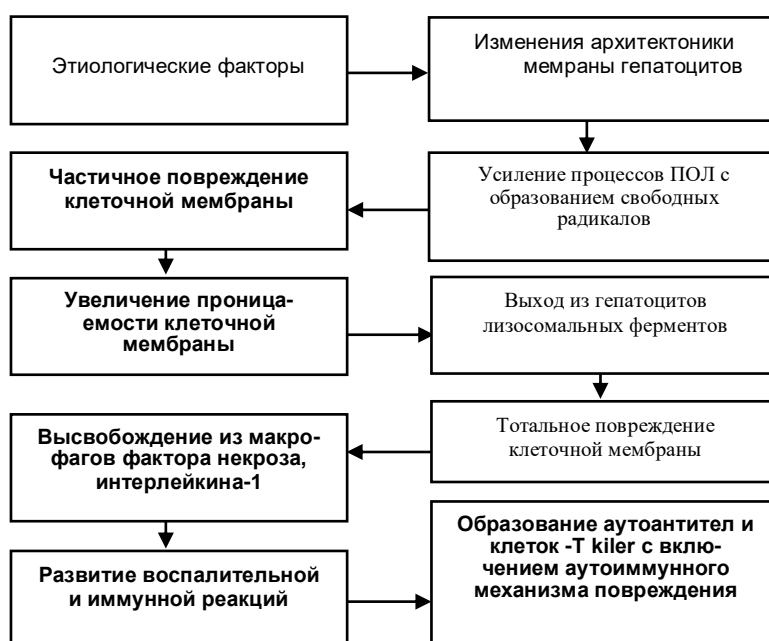 Этиологические факторы
Изменения архитектоники
мемраны гепатоцитов
Усиление процессов ПОЛ с
образованием свободных
радикалов
Частичное повреждение
клеточной мембраны
Увеличение проница-
емости клеточной
мембраны
Выход из гепатоцитов
лизосомальных ферментов
Тотальное повреждение
клеточной мембраны
Высвобождение из макро-
фагов фактора некроза,
интерлейкина-1
Развитие воспалительной
и иммунной реакций
Образование аутоантител и
клеток -T kiler с вклю-
чением аутоиммунного
механизма повреждения